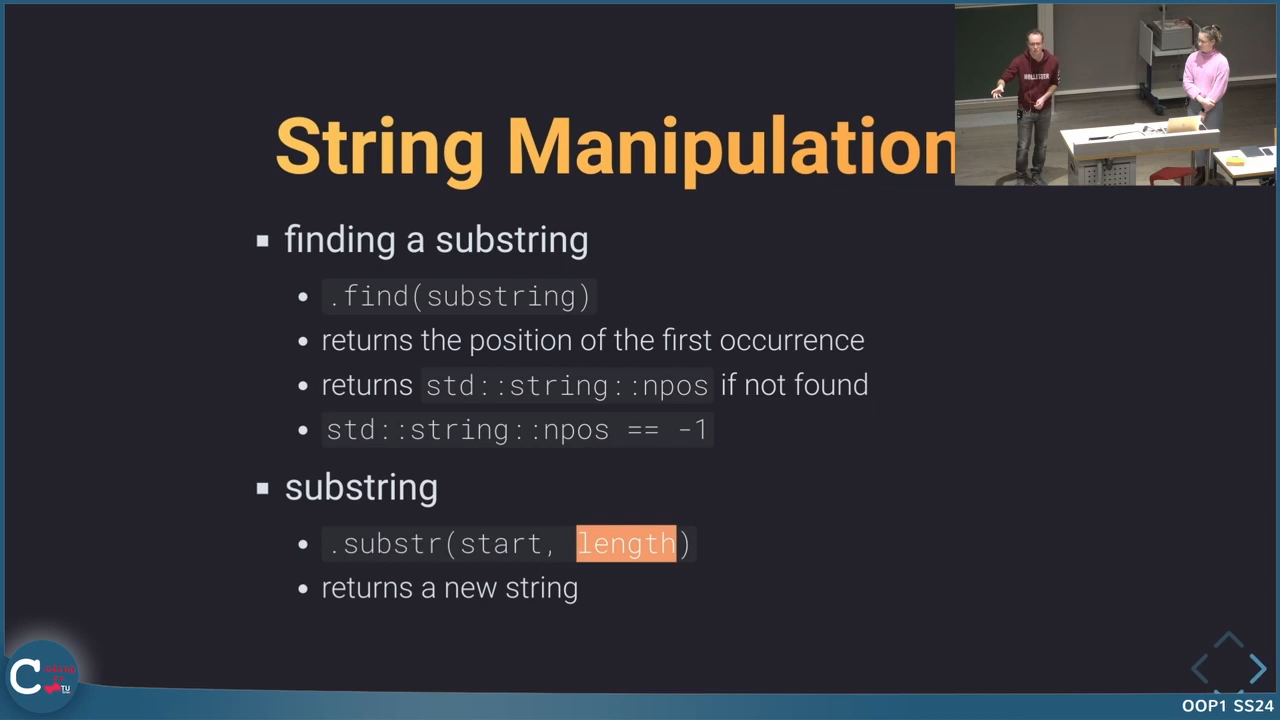 String Manipulation
HOLLISTER
finding a substring
.find(substring)
returns the position of the first occurrence
returns std::string::npos if not found
std::string::npos == -1
substring
.substr(start, length)
returns a new string
C
TU
OOP1 SS24